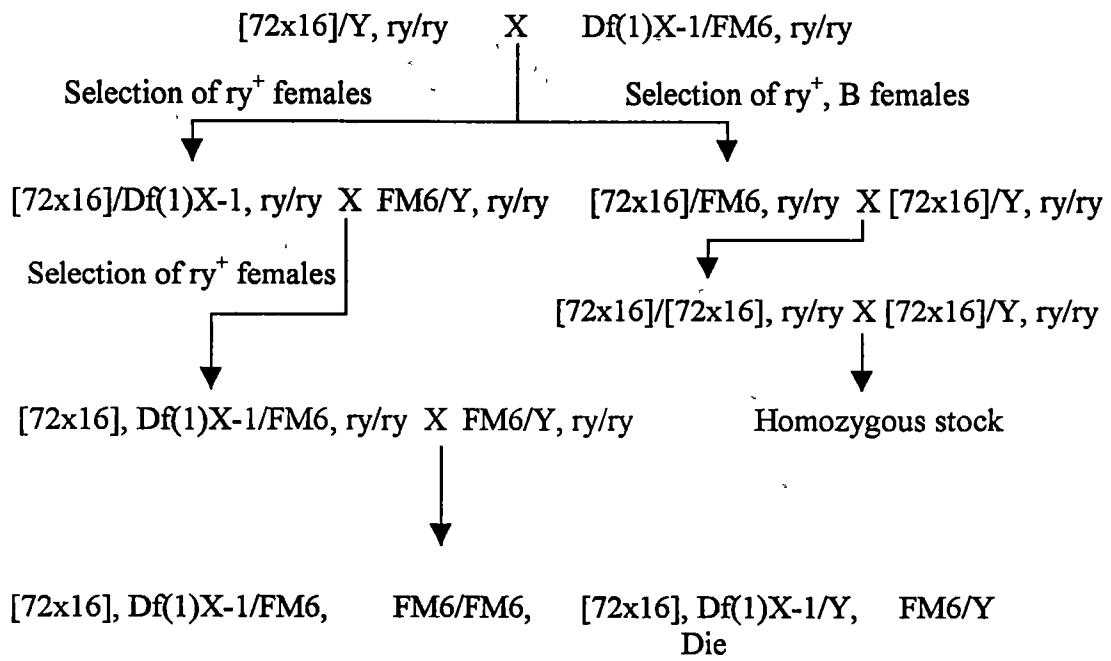 [72x16]/Y, ry/ry X Df(1)X-1/FM6, ry/ry
Selection of ry+ females
Selection of ry+, B females
[72x16]/Df(1)X-1, ry/ry X FM6/Y, ry/ry
[72x16]/FM6, ry/ry X [72x16]/Y, ry/ry
Selection of ry+ females
[72x16]/[72x16], ry/ry X [72x16]/Y, ry/ry
[72x16], Df(1)X-1/FM6, ry/ry X FM6/Y, ry/ry
Homozygous stock
[72x16], Df(1)X-1/FM6, FM6/FM6, [72x16], Df(1)X-1/Y, FM6/Y
Die